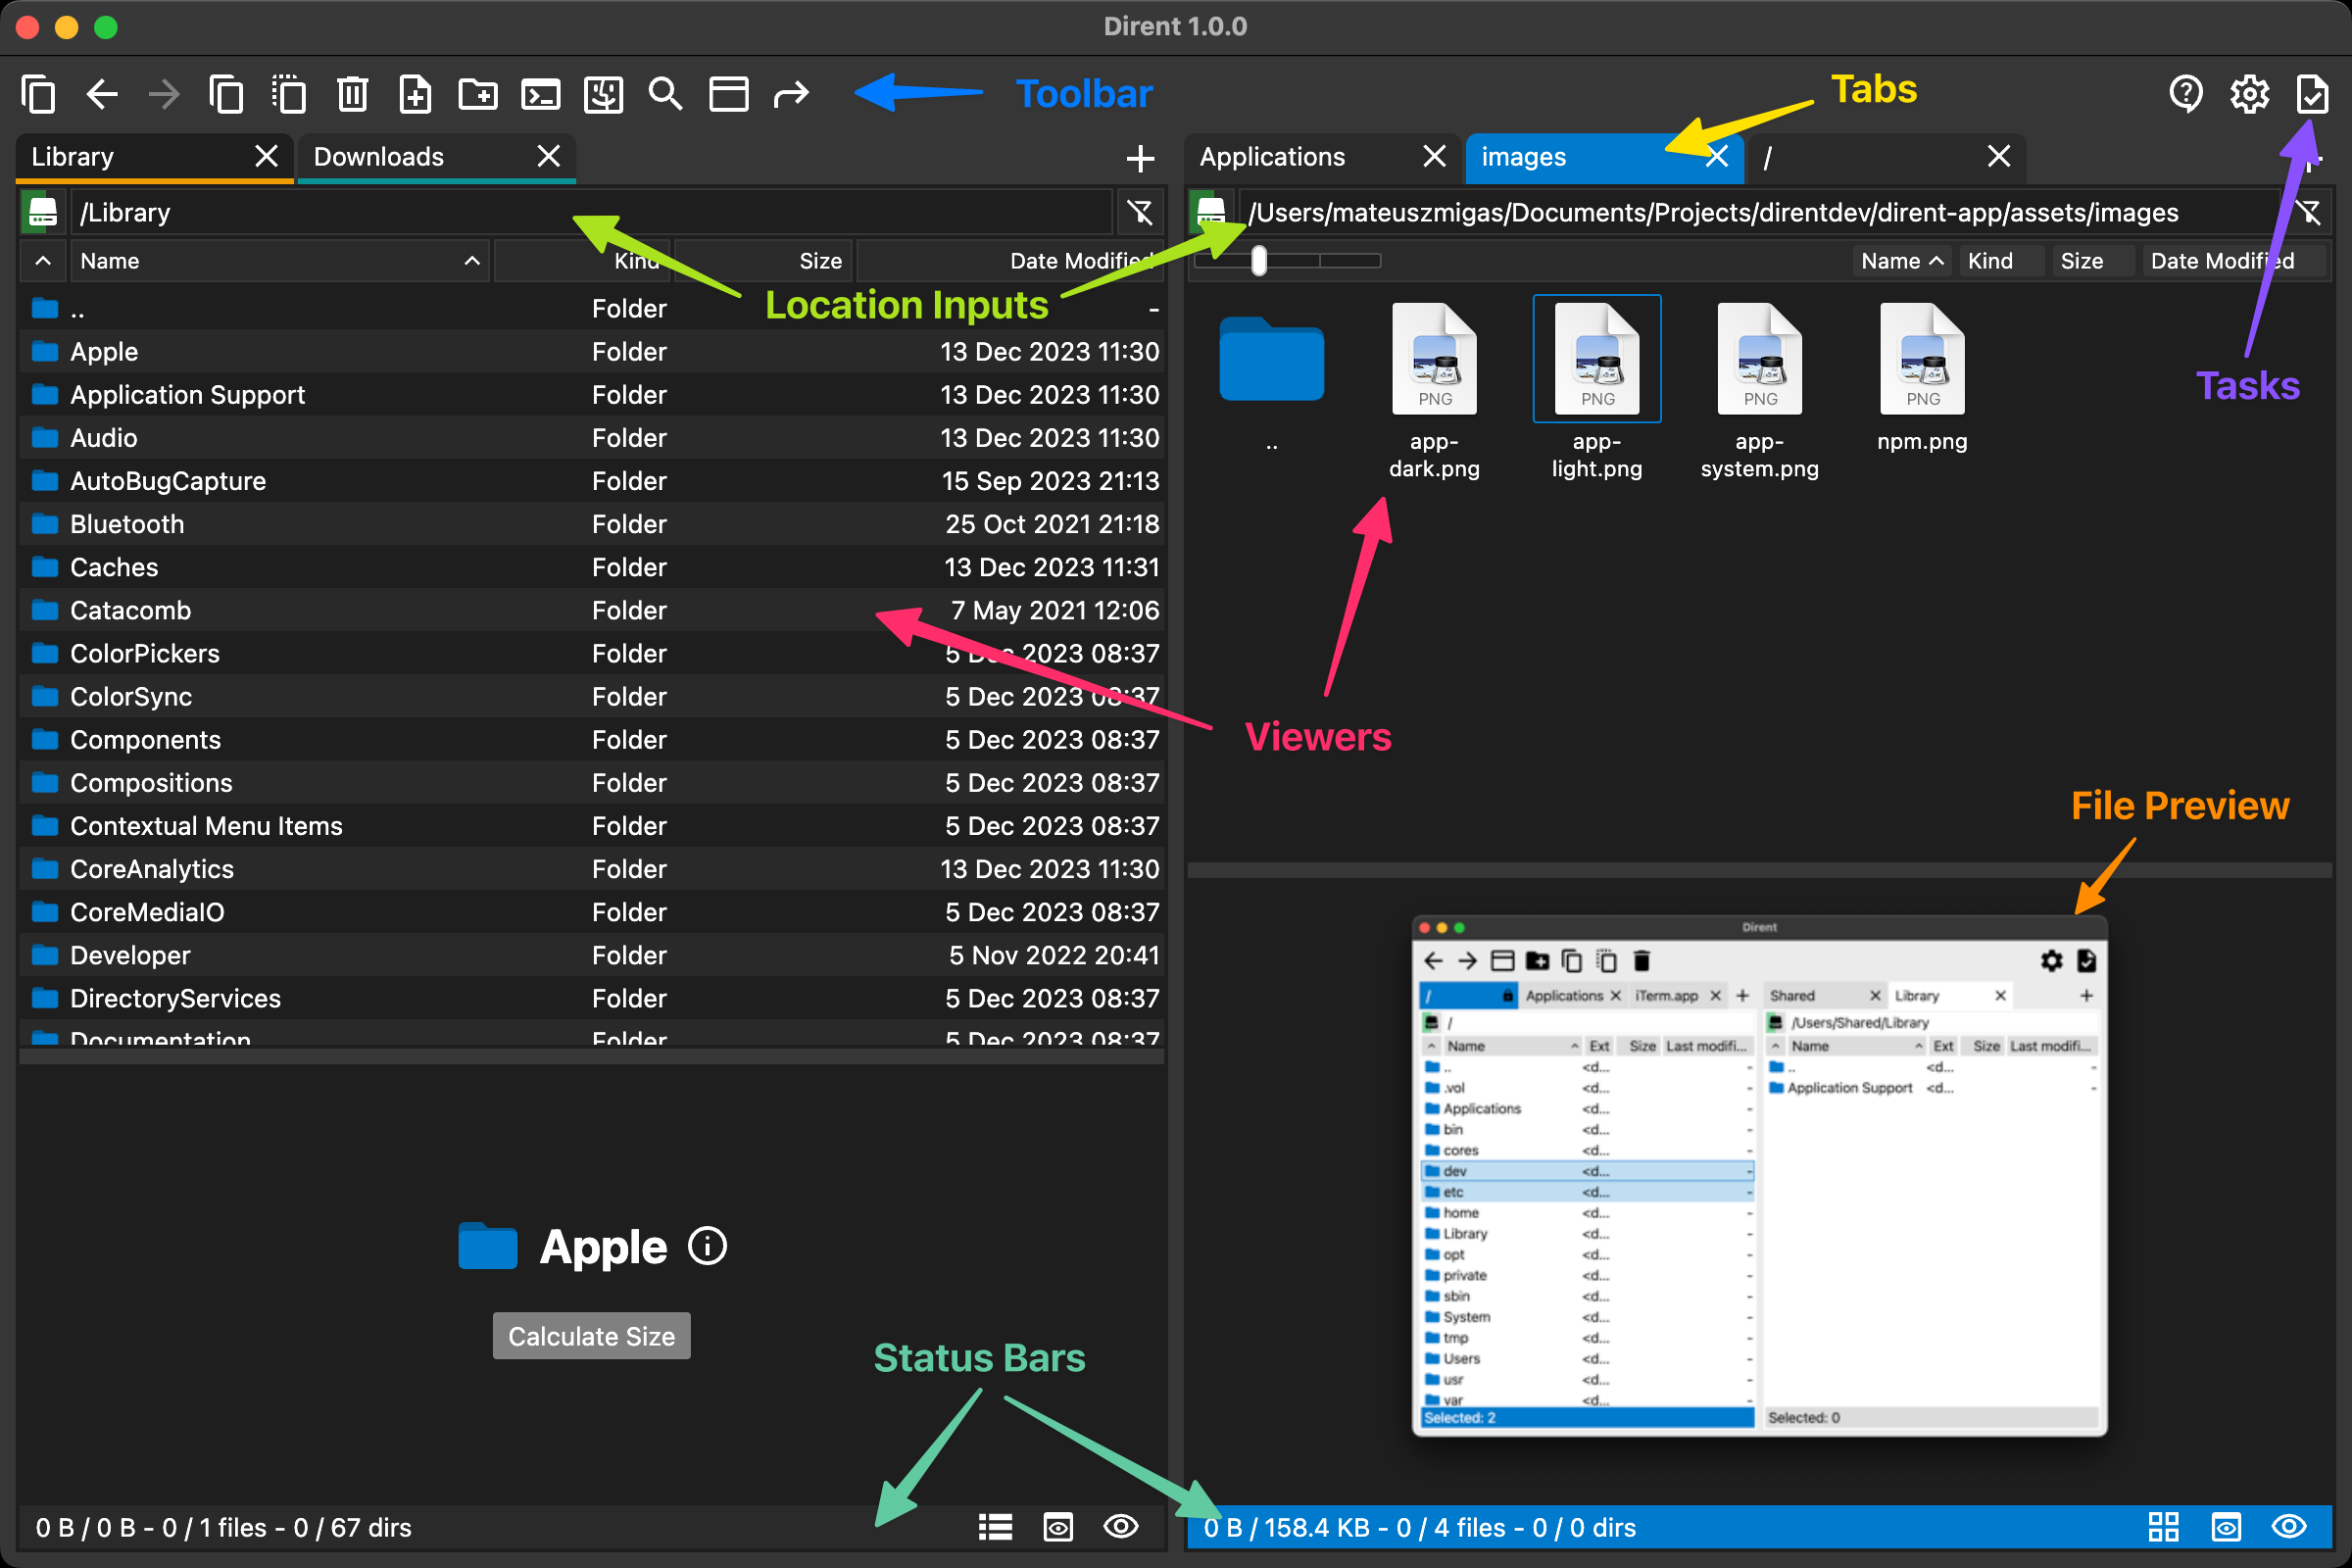 Dirent 1.0.0
Toolbar
Tabs
Library
Downloads
Applications
images
/
/Library
/Users/mateuszmigas/Documents/Projects/direntdev/dirent-app/assets/images
Name Kind Size Date Modified
Name Kind Size Date Modified
Location Inputs
.. Folder -
Apple Folder 13 Dec 2023 11:30
Application Support Folder 13 Dec 2023 11:30
Audio Folder 13 Dec 2023 11:30
AutoBugCapture Folder 15 Sep 2023 21:13
Bluetooth Folder 25 Oct 2021 21:18
Caches Folder 13 Dec 2023 11:31
Catacomb Folder 7 May 2021 12:06
ColorPickers Folder 5 Dec 2023 08:37
ColorSync Folder 5 Dec 2023 08:37
Components Folder 5 Dec 2023 08:37
Compositions Folder 5 Dec 2023 08:37
Contextual Menu Items Folder 5 Dec 2023 08:37
CoreAnalytics Folder 13 Dec 2023 11:30
CoreMediaIO Folder 5 Dec 2023 08:37
Developer Folder 5 Nov 2022 20:41
DirectoryServices Folder 5 Dec 2023 08:37
Documentation Folder 5 Dec 2023 08:37
PNG PNG PNG PNG
..
app-dark.png
app-light.png
app-system.png
npm.png
Tasks
Viewers
File Preview
Dirent
/
Applications
iTerm.app
Shared
Library
/
/Users/Shared/Library
Name Ext Size Last modifi...
Name Ext Size Last modifi...
.. <d... -
.vol <d... -
Applications <d... -
bin <d... -
cores <d... -
dev <d... -
etc <d... -
home <d... -
Library <d... -
opt <d... -
private <d... -
sbin <d... -
System <d... -
tmp <d... -
Users <d... -
usr <d... -
var <d... -
Selected: 2
.. <d... -
Application Support <d... -
Selected: 0
Apple
Calculate Size
Status Bars
0 B / 0 B - 0 / 1 files - 0 / 67 dirs
0 B / 158.4 KB - 0 / 4 files - 0 / 0 dirs